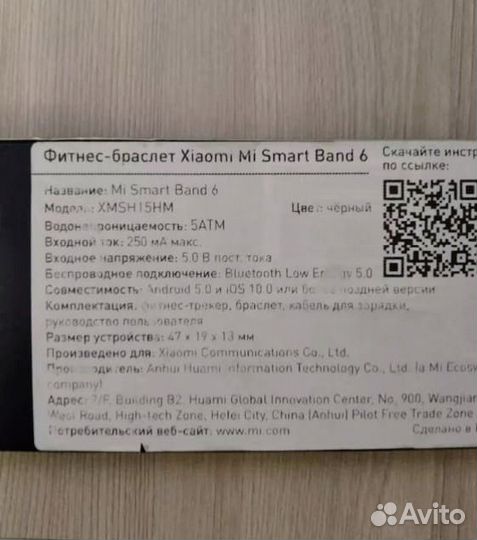 Фитнес-браслет Xiaomi Mi Smart Band 6
Скачайте инстр
по ссылке:
Название: Mi Smart Band 6
Модель: XMSH15HM Цвет: чёрный
Водонепроницаемость: 5ATM
Входной ток: 250 мА макс.
Входное напряжение: 5.0 В пост. тока
Беспроводное подключение: Bluetooth Low Energy 5.0
Совместимость: Android 5.0 и iOS 10.0 или более поздней версии
Комплектация: фитнес-трекер, браслет, кабель для зарядки,
руководство пользователя
Размер устройства: 47 × 19 × 13 мм
Произведено для: Xiaomi Communications Co., Ltd.
Производитель: Anhui Huami Information Technology Co., Ltd. (a Mi Ecosy
company)
Адрес: 7/F, Building B2, Huami Global Innovation Center, No, 900, Wangjian
West Road, High-tech Zone, Hefei City, China (Anhui) Pilot Free Trade Zone
Потребительский веб-сайт: www.mi.com Сделано в
Avito